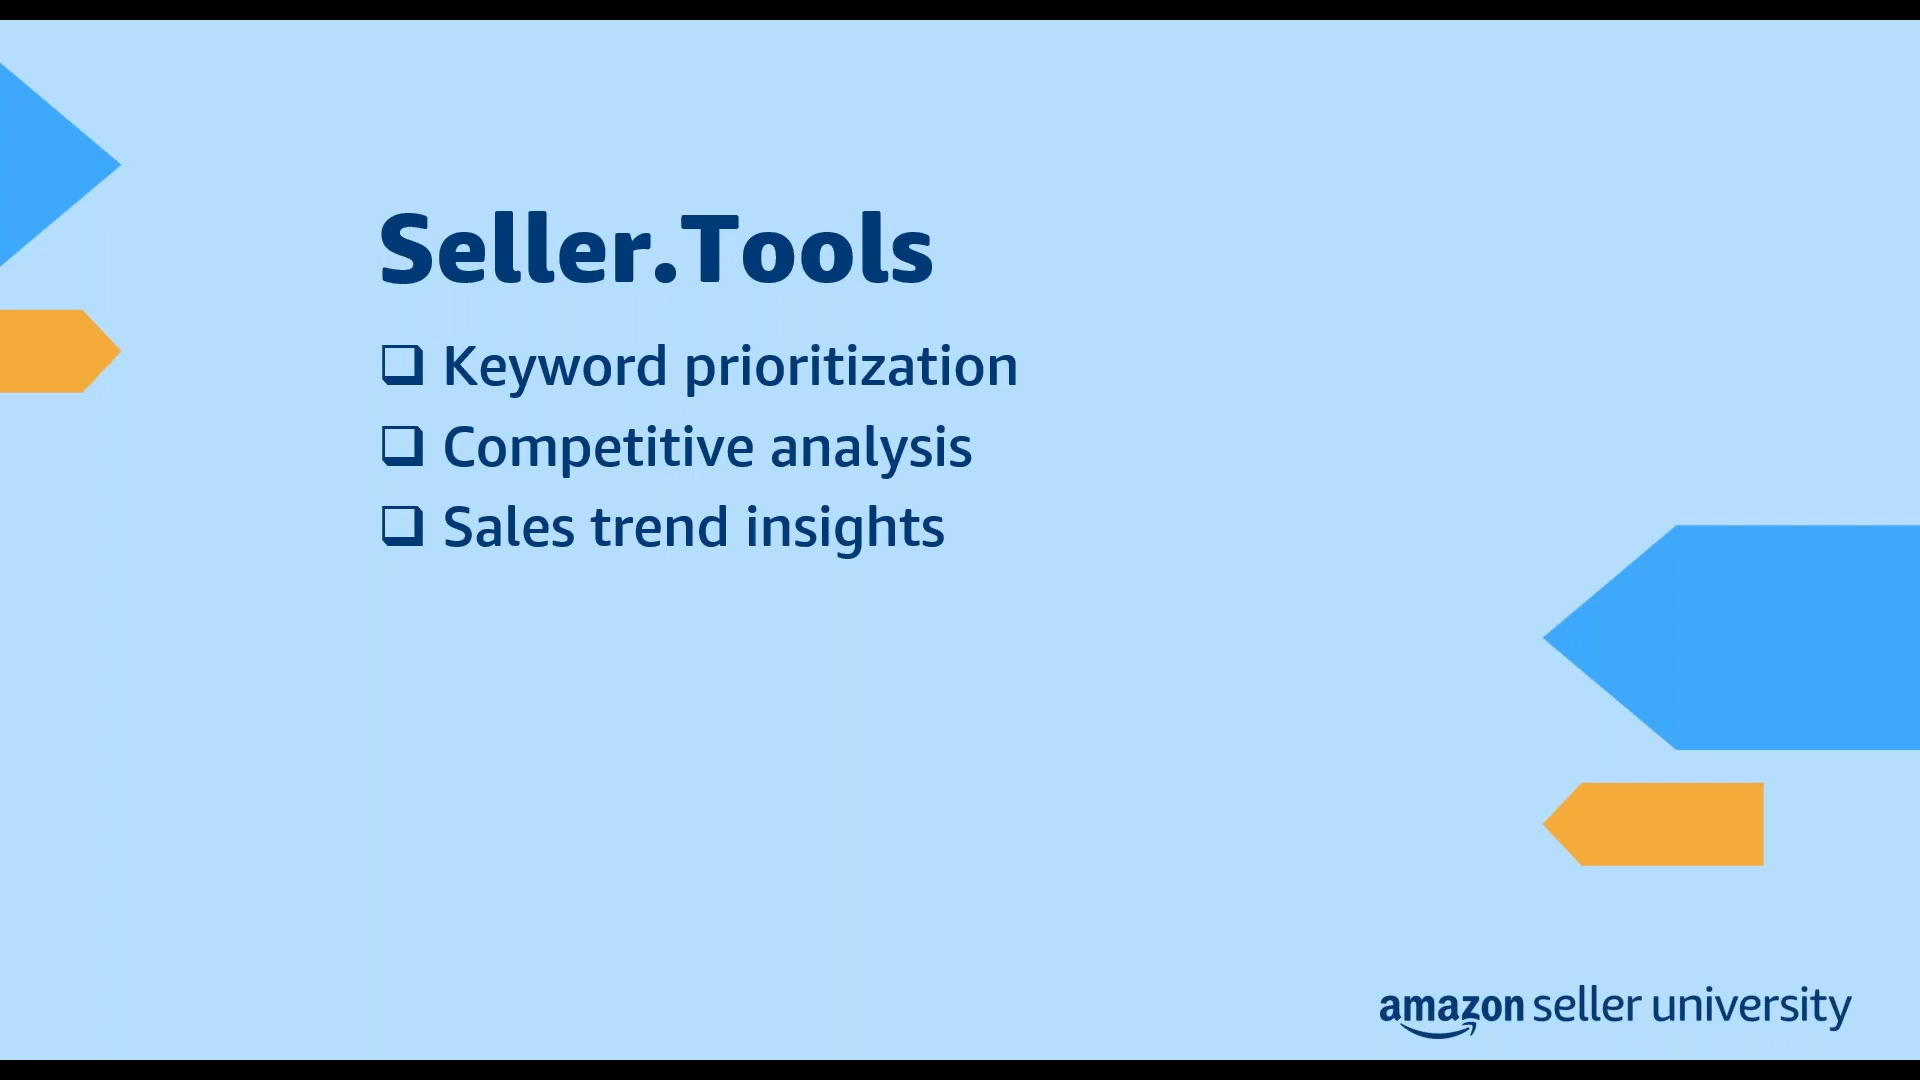 Seller.Tools
❑ Keyword prioritization
❑ Competitive analysis
❑ Sales trend insights
amazon seller university